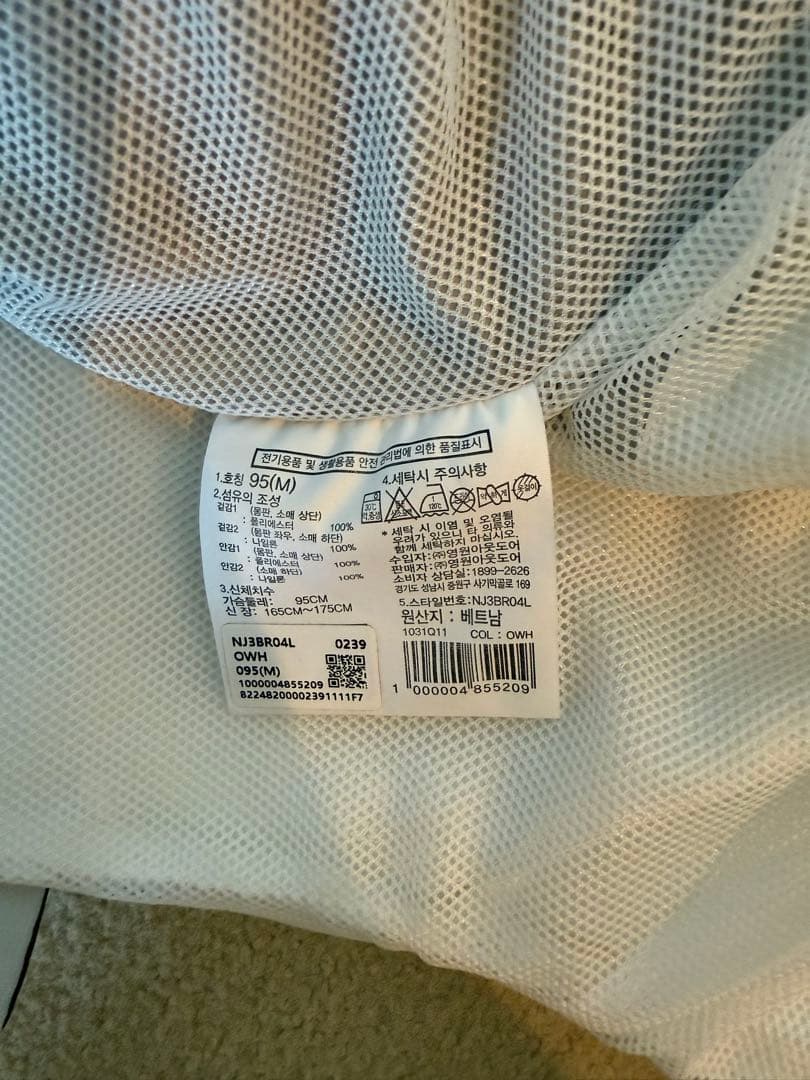 전기용품 및 생활용품 안전관리법에 의한 품질표시
1.호칭 95(M)
2.섬유의 조성
겉감1 (몸판, 소매 상단)
: 폴리에스터 100%
겉감2 (몸판 좌우, 소매 하단)
: 나일론 100%
안감1 (몸판, 소매 상단)
: 폴리에스터 100%
안감2 (소매 하단)
: 나일론 100%
3.신체치수
가슴둘레: 95CM
신 장: 165CM~175CM
4.세탁시 주의사항
30℃
120℃
옷걸이
* 세탁 시 이염 및 오염될
우려가 있으니 타 의류와
함께 세탁하지 마십시오.
수입자: (주)영원아웃도어
판매자: (주)영원아웃도어
소비자 상담실: 1899-2626
경기도 성남시 중원구 사기막골로 169
5.스타일번호: NJ3BR04L
원산지 : 베트남
1031Q11 COL : OWH
1 000004 855209
NJ3BR04L 0239
OWH
095(M)
1000004855209
82248200002391111F7